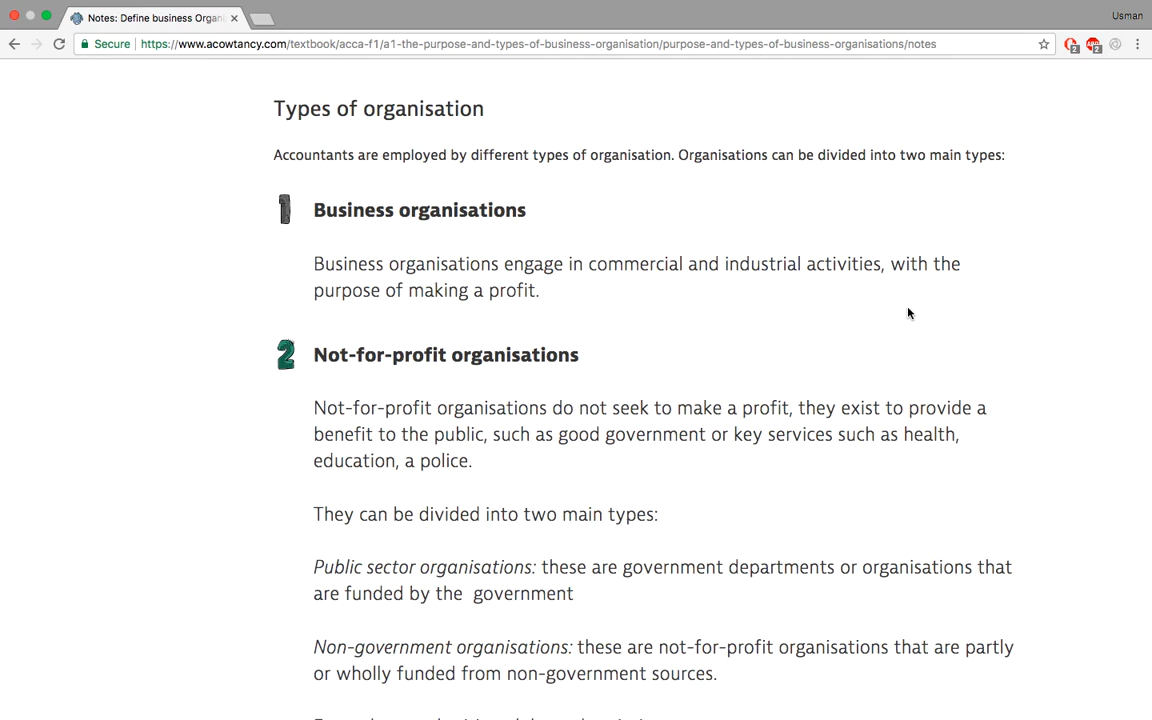 Notes: Define business Organi
Usman
Secure
https://www.acowtancy.com/textbook/acca-f1/a1-the-purpose-and-types-of-business-organisation/purpose-and-types-of-business-organisations/notes
2
2
Types of organisation
Accountants are employed by different types of organisation. Organisations can be divided into two main types:
1 Business organisations
Business organisations engage in commercial and industrial activities, with the
purpose of making a profit.
2 Not-for-profit organisations
Not-for-profit organisations do not seek to make a profit, they exist to provide a
benefit to the public, such as good government or key services such as health,
education, a police.
They can be divided into two main types:
Public sector organisations: these are government departments or organisations that
are funded by the government
Non-government organisations: these are not-for-profit organisations that are partly
or wholly funded from non-government sources.